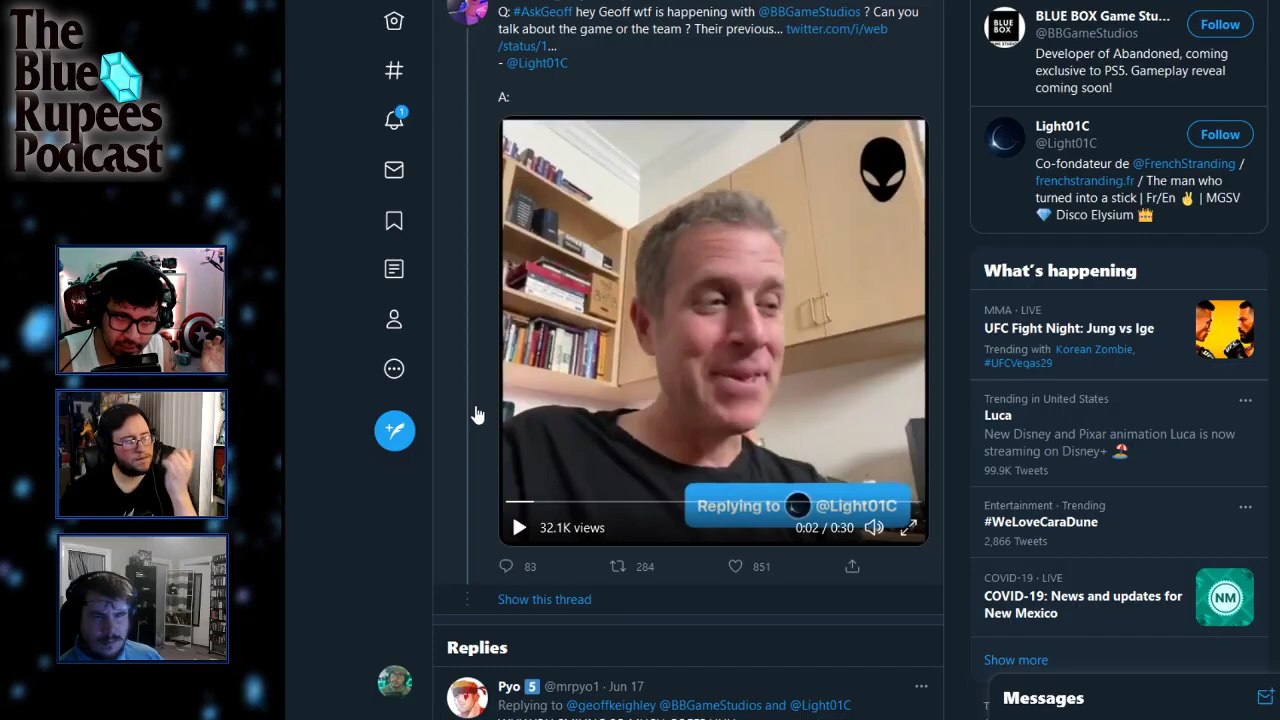 The
Blue
Rupees
Podcast
1
Q: #AskGeoff hey Geoff wtf is happening with @BBGameStudios ? Can you
talk about the game or the team ? Their previous... twitter.com/i/web
/status/1…
- @Light01C
A:
Replying to @Light01C
32.1K views
0:02 / 0:30
83
284
851
Show this thread
Replies
Pyo 5 @mrpyo1 · Jun 17
Replying to @geoffkeighley @BBGameStudios and @Light01C
BLUE BOX
BLUE BOX Game Stu...
@BBGameStudios
Follow
Developer of Abandoned, coming
exclusive to PS5. Gameplay reveal
coming soon!
Light01C
@Light01C
Follow
Co-fondateur de @FrenchStranding /
frenchstranding.fr / The man who
turned into a stick | Fr/En ✌ | MGSV
💎 Disco Elysium 👑
What's happening
MMA · LIVE
UFC Fight Night: Jung vs Ige
Trending with Korean Zombie,
#UFCVegas29
Trending in United States
Luca
New Disney and Pixar animation Luca is now
streaming on Disney+ 🏖
99.9K Tweets
Entertainment · Trending
#WeLoveCaraDune
2,866 Tweets
COVID-19 · LIVE
COVID-19: News and updates for
New Mexico
NM
Show more
Messages